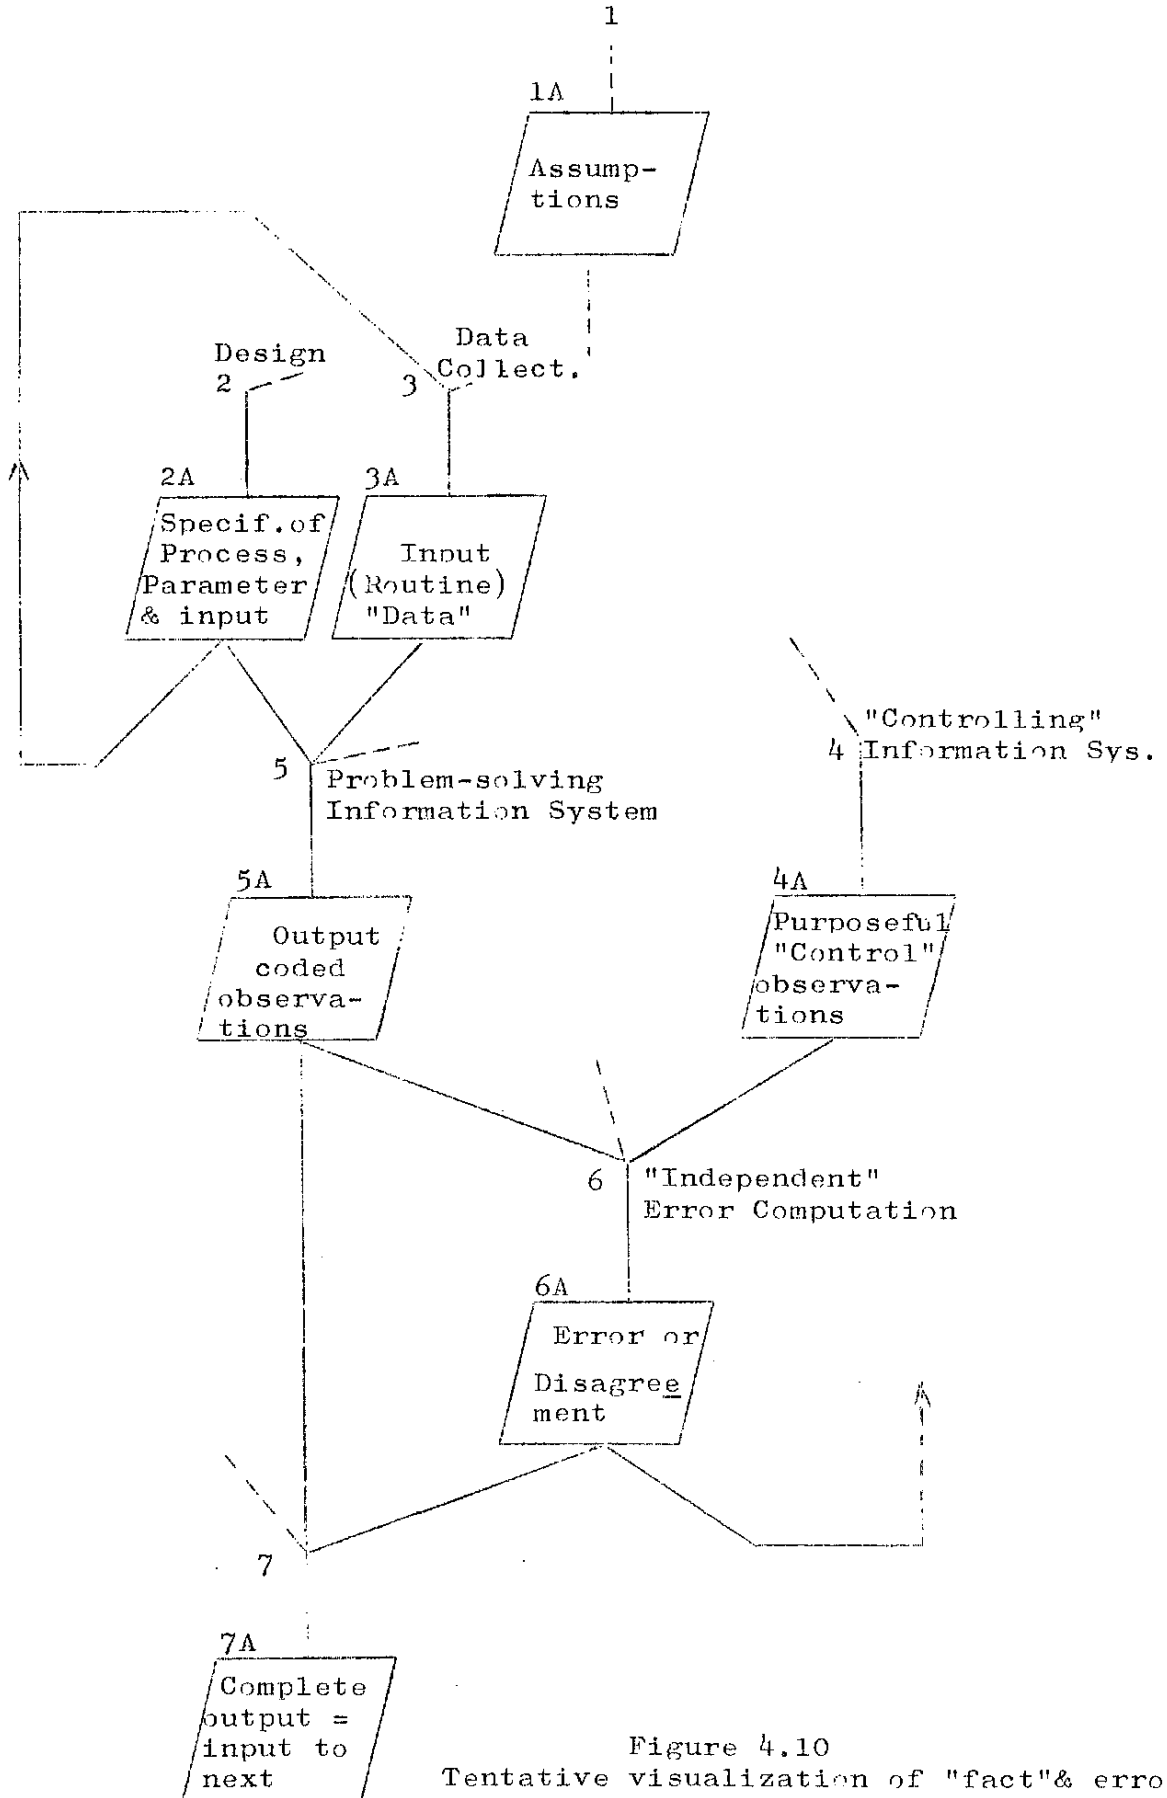 1
1A
Assump-
tions
Data
Collect.
3
Design
2
2A
Specif.of
Process,
Parameter
& input
3A
Input
(Routine)
"Data"
"Controlling"
4 Information Sys.
5
Problem-solving
Information System
5A
Output
coded
observa-
tions
4A
Purposeful
"Control"
observa-
tions
6
"Independent"
Error Computation
6A
Error or
Disagree
ment
7
7A
Complete
output =
input to
next
Figure 4.10
Tentative visualization of "fact"& erro